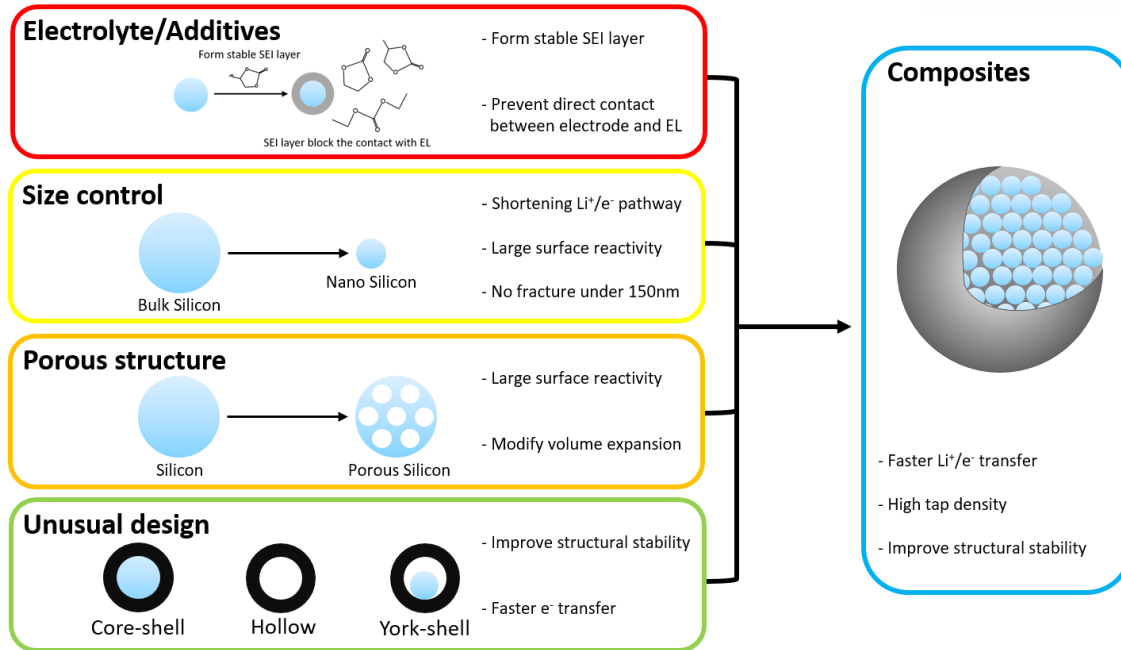 Electrolyte/Additives
Form stable SEI layer
SEI layer block the contact with EL
- Form stable SEI layer
- Prevent direct contact
between electrode and EL
Size control
Bulk Silicon
Nano Silicon
- Shortening Li⁺/e⁻ pathway
- Large surface reactivity
- No fracture under 150nm
Porous structure
Silicon
Porous Silicon
- Large surface reactivity
- Modify volume expansion
Unusual design
Core-shell
Hollow
York-shell
- Improve structural stability
- Faster e⁻ transfer
Composites
- Faster Li⁺/e⁻ transfer
- High tap density
- Improve structural stability